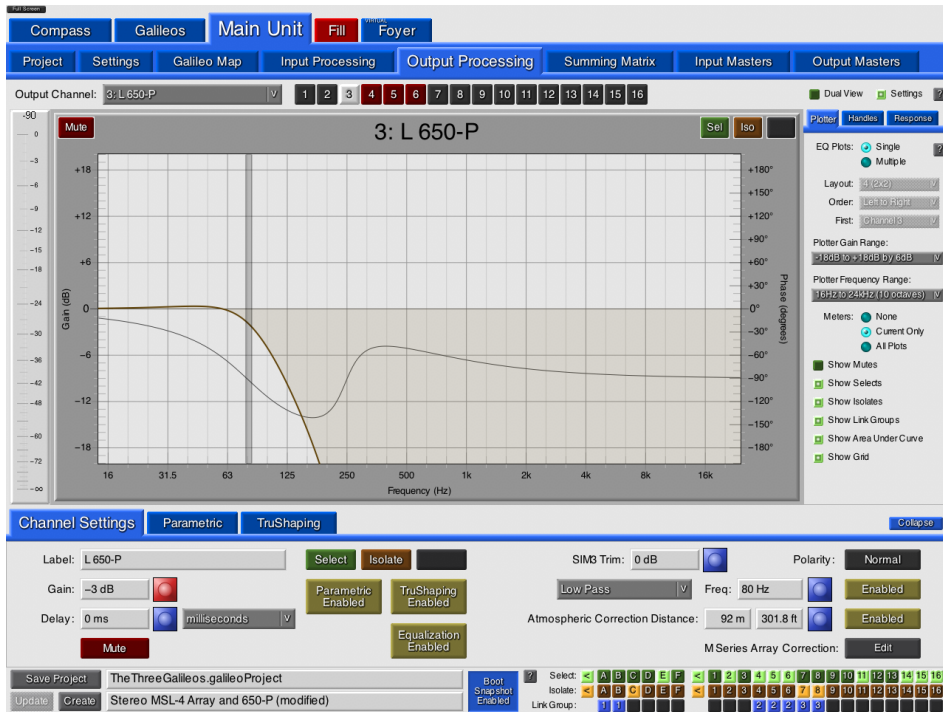 Full Screen
Compass Galileos Main Unit Fill VIRTUAL Foyer
Project Settings Galileo Map Input Processing Output Processing Summing Matrix Input Masters Output Masters
Output Channel: 3: L 650-P V 1 2 3 4 5 6 7 8 9 10 11 12 13 14 15 16 Dual View Settings ?
-90
0
-3
-6
-9
-12
-15
-18
-24
-30
-36
-42
-48
-60
-72
-∞
Mute 3: L 650-P Sel Iso
+18
+12
+6
0
-6
-12
-18
Gain (dB)
+180°
+150°
+120°
+90°
+60°
+30°
0°
-30°
-60°
-90°
-120°
-150°
-180°
Phase (degrees)
16 31.5 63 125 250 500 1k 2k 4k 8k 16k
Frequency (Hz)
Plotter Handles Response
EQ Plots: Single ?
Multiple
Layout: 4 (2x2) V
Order: Left to Right V
First: Channel 3 V
Plotter Gain Range:
-18dB to +18dB by 6dB V
Plotter Frequency Range:
16Hz to 24kHz (10 octaves) V
Meters: None
Current Only
All Plots
Show Mutes
Show Selects
Show Isolates
Show Link Groups
Show Area Under Curve
Show Grid
Channel Settings Parametric TruShaping Collapse
Label: L 650-P Select Isolate SIM3 Trim: 0 dB Polarity: Normal
Gain: -3 dB Parametric Enabled TruShaping Enabled Low Pass V Freq: 80 Hz Enabled
Delay: 0 ms milliseconds V Atmospheric Correction Distance: 92 m 301.8 ft Enabled
Mute Equalization Enabled M Series Array Correction: Edit
Save Project TheThreeGalileos.galileoProject
Update Create Stereo MSL-4 Array and 650-P (modified)
Boot Snapshot Enabled
? Select: < A B C D E F < 1 2 3 4 5 6 7 8 9 10 11 12 13 14 15 16
Isolate: < A B C D E F < 1 2 3 4 5 6 7 8 9 10 11 12 13 14 15 16
Link Group: 1 1 2 2 2 3 3